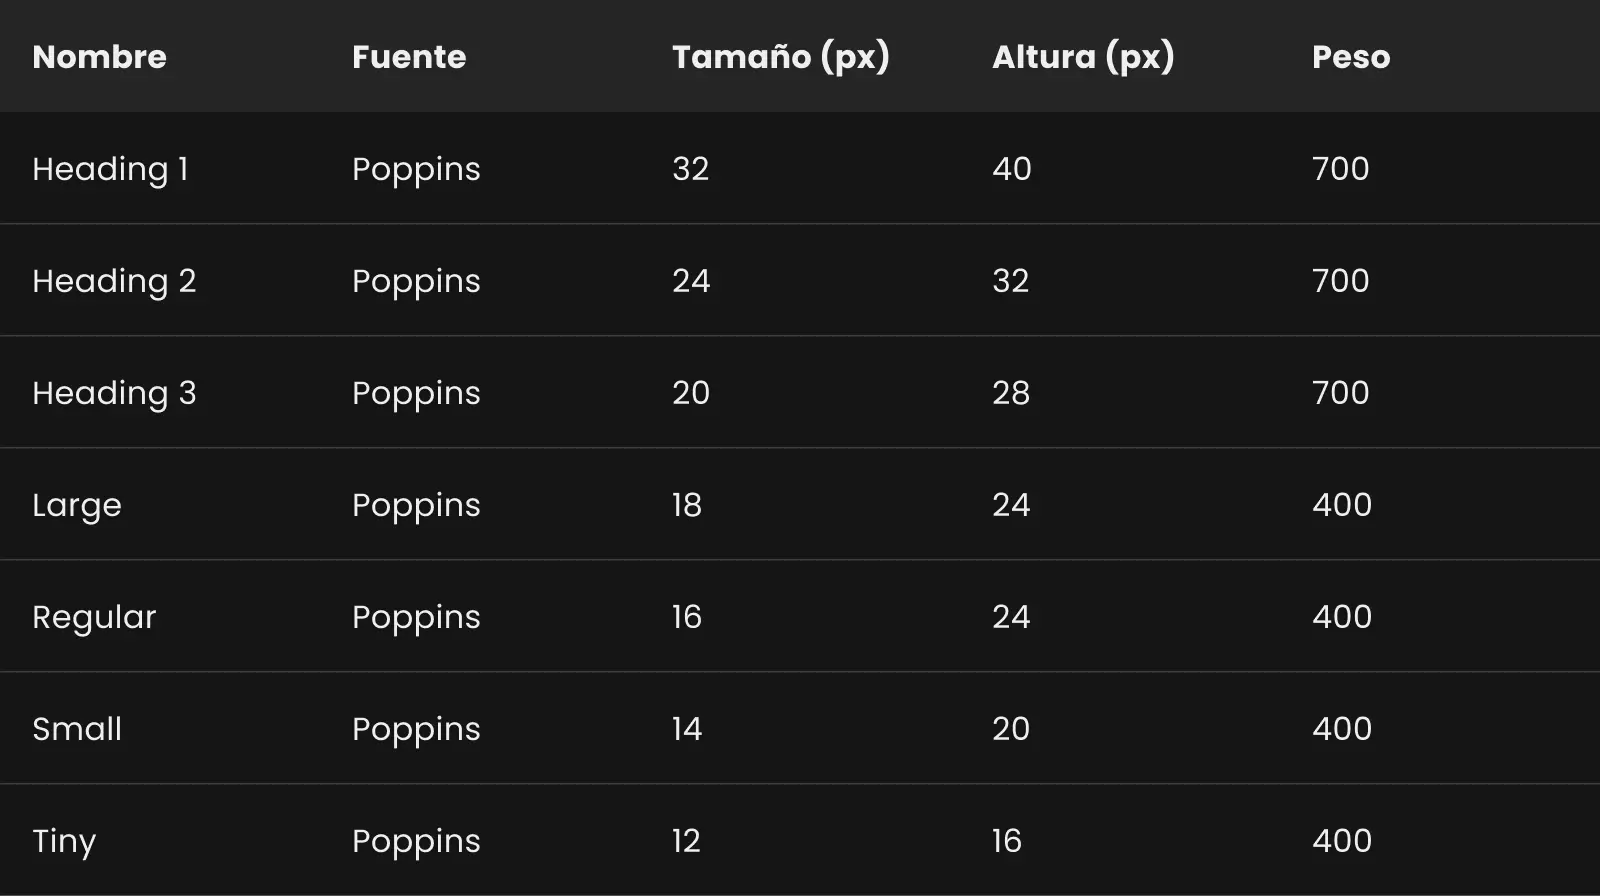 Nombre Fuente Tamaño (px) Altura (px) Peso
Heading 1 Poppins 32 40 700
Heading 2 Poppins 24 32 700
Heading 3 Poppins 20 28 700
Large Poppins 18 24 400
Regular Poppins 16 24 400
Small Poppins 14 20 400
Tiny Poppins 12 16 400